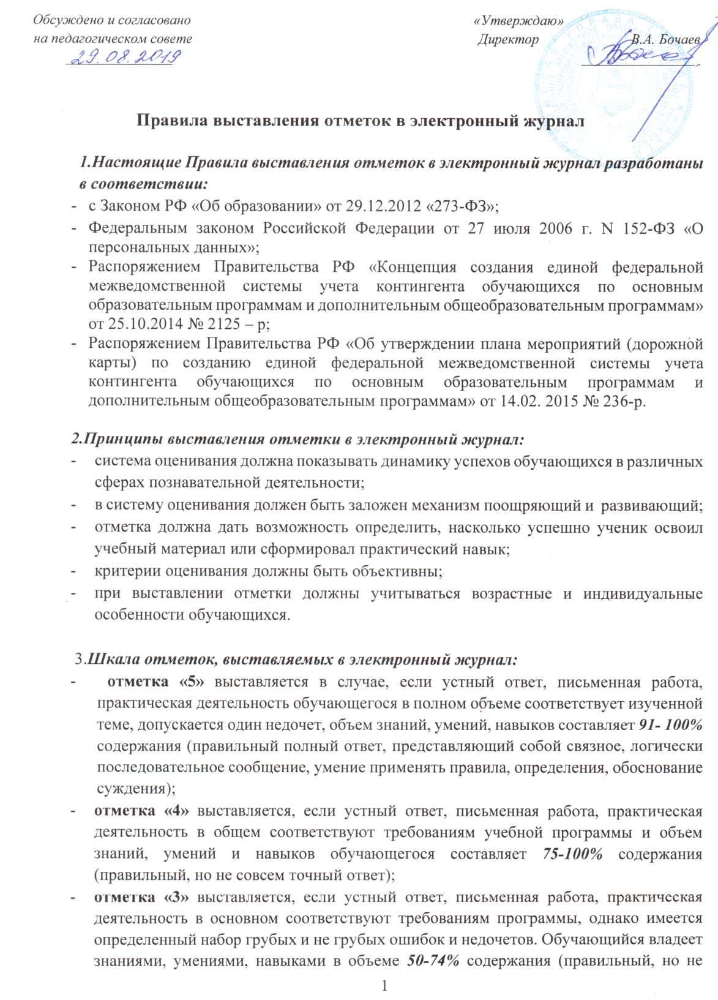 Обсуждено и согласовано
на педагогическом совете
29.08.2019
«Утверждаю»
Директор В.А. Бочаев
Правила выставления отметок в электронный журнал
1.Настоящие Правила выставления отметок в электронный журнал разработаны
в соответствии:
- с Законом РФ «Об образовании» от 29.12.2012 «273-ФЗ»;
- Федеральным законом Российской Федерации от 27 июля 2006 г. N 152-ФЗ «О
персональных данных»;
- Распоряжением Правительства РФ «Концепция создания единой федеральной
межведомственной системы учета контингента обучающихся по основным
образовательным программам и дополнительным общеобразовательным программам»
от 25.10.2014 № 2125 – р;
- Распоряжением Правительства РФ «Об утверждении плана мероприятий (дорожной
карты) по созданию единой федеральной межведомственной системы учета
контингента обучающихся по основным образовательным программам и
дополнительным общеобразовательным программам» от 14.02. 2015 № 236-р.
2.Принципы выставления отметки в электронный журнал:
- система оценивания должна показывать динамику успехов обучающихся в различных
сферах познавательной деятельности;
- в систему оценивания должен быть заложен механизм поощряющий и развивающий;
- отметка должна дать возможность определить, насколько успешно ученик освоил
учебный материал или сформировал практический навык;
- критерии оценивания должны быть объективны;
- при выставлении отметки должны учитываться возрастные и индивидуальные
особенности обучающихся.
3.Шкала отметок, выставляемых в электронный журнал:
- отметка «5» выставляется в случае, если устный ответ, письменная работа,
практическая деятельность обучающегося в полном объеме соответствует изученной
теме, допускается один недочет, объем знаний, умений, навыков составляет 91- 100%
содержания (правильный полный ответ, представляющий собой связное, логически
последовательное сообщение, умение применять правила, определения, обоснование
суждения);
- отметка «4» выставляется, если устный ответ, письменная работа, практическая
деятельность в общем соответствуют требованиям учебной программы и объем
знаний, умений и навыков обучающегося составляет 75-100% содержания
(правильный, но не совсем точный ответ);
- отметка «3» выставляется, если устный ответ, письменная работа, практическая
деятельность в основном соответствуют требованиям программы, однако имеется
определенный набор грубых и не грубых ошибок и недочетов. Обучающийся владеет
знаниями, умениями, навыками в объеме 50-74% содержания (правильный, но не
1